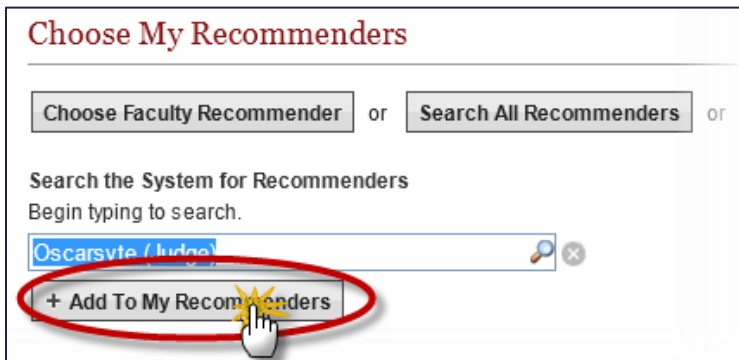 Choose My Recommenders
Choose Faculty Recommender or Search All Recommenders or
Search the System for Recommenders
Begin typing to search.
Oscarsyte (Judge)
+ Add To My Recommenders